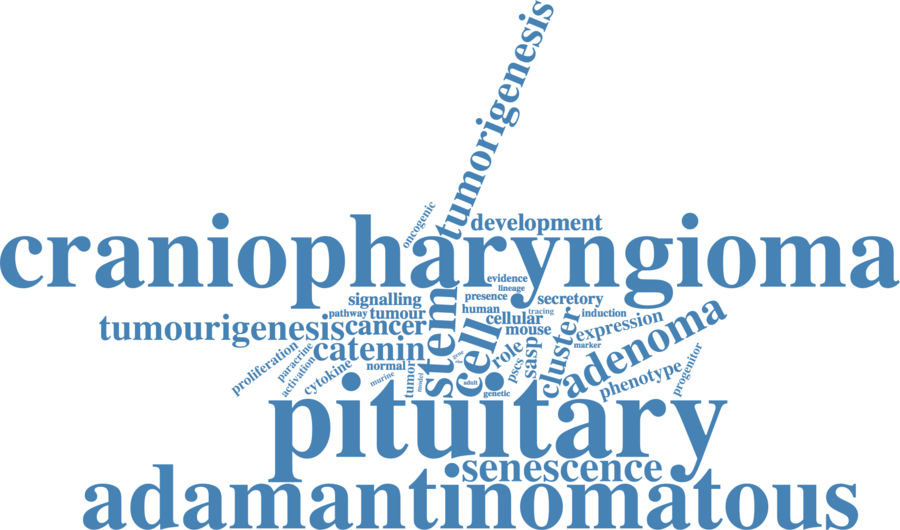 tumorigenesis
oncogenic
development
craniopharyngioma
evidence
lineage
signalling
presence
secretory
pathway
tumour
human
tracing
induction
stem
cell
cellular
tumourigenesis
cancer
mouse
expression
catenin
role
sasp
cluster
marker
adenoma
proliferation
paracrine
activation
cytokine
normal
murine
tumor
model
gene
adult
genetic
pscs
phenotype
progenitor
pituitary
senescence
adamantinomatous